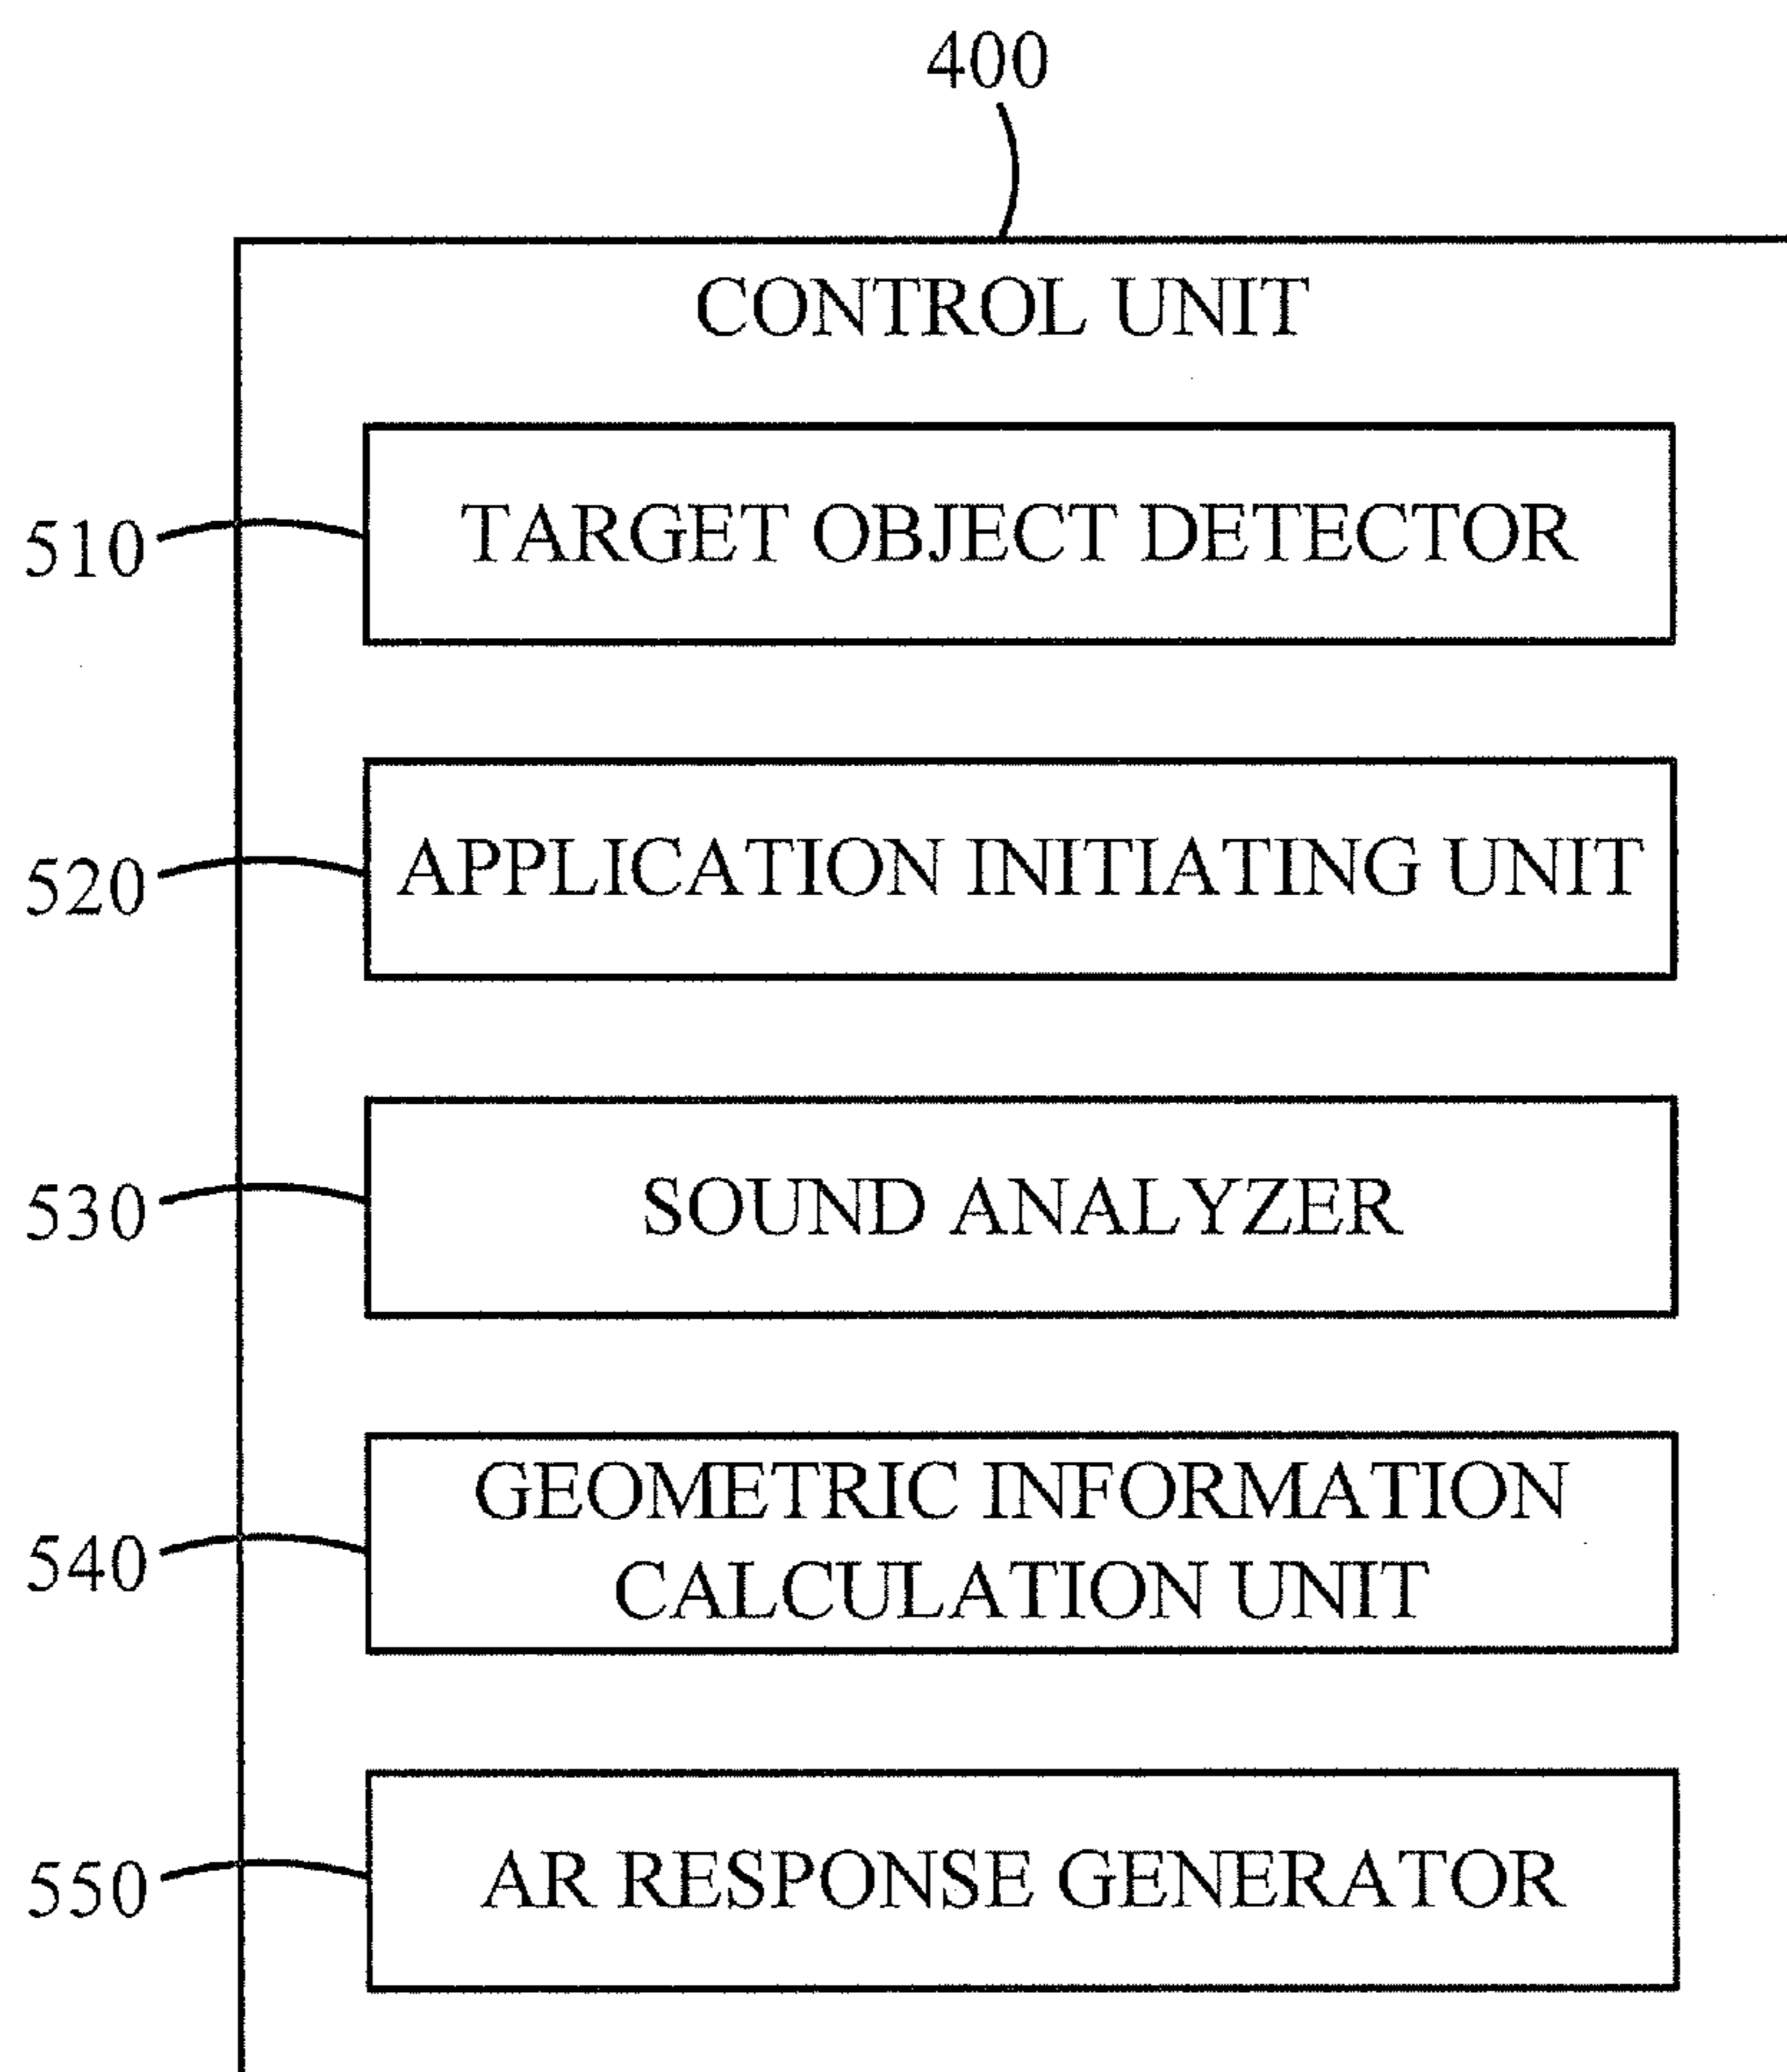 400
CONTROL UNIT
510
TARGET OBJECT DETECTOR
520
APPLICATION INITIATING UNIT
530
SOUND ANALYZER
540
GEOMETRIC INFORMATION
CALCULATION UNIT
550
AR RESPONSE GENERATOR